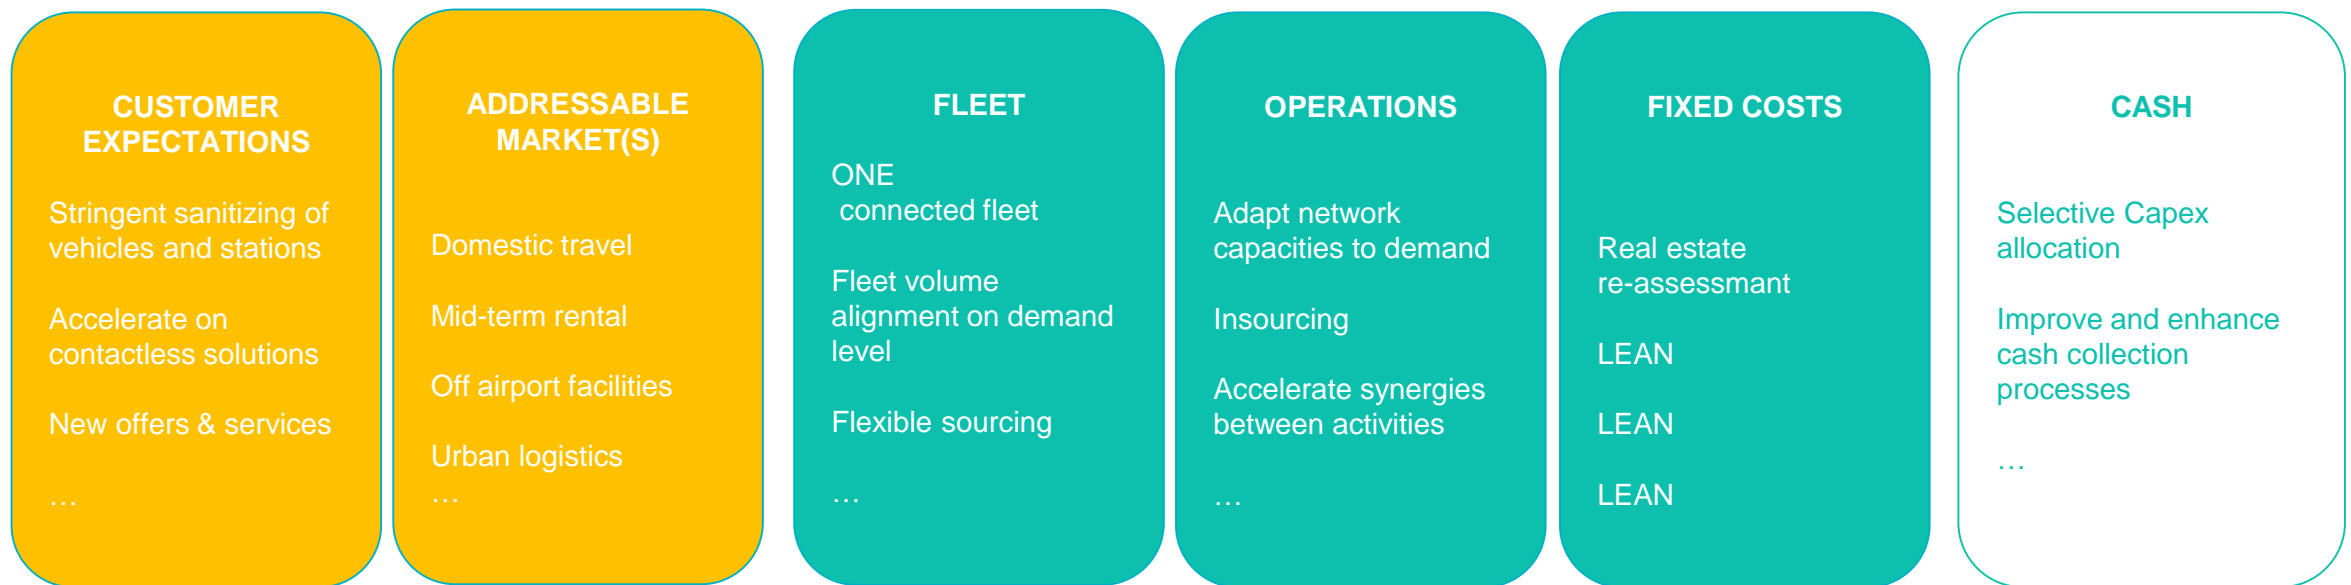 CUSTOMER
EXPECTATIONS
Stringent sanitizing of
vehicles and stations
Accelerate on
contactless solutions
New offers & services
…
ADDRESSABLE
MARKET(S)
Domestic travel
Mid-term rental
Off airport facilities
Urban logistics
…
FLEET
ONE
connected fleet
Fleet volume
alignment on demand
level
Flexible sourcing
…
OPERATIONS
Adapt network
capacities to demand
Insourcing
Accelerate synergies
between activities
…
FIXED COSTS
Real estate
re-assessmant
LEAN
LEAN
LEAN
CASH
Selective Capex
allocation
Improve and enhance
cash collection
processes
…